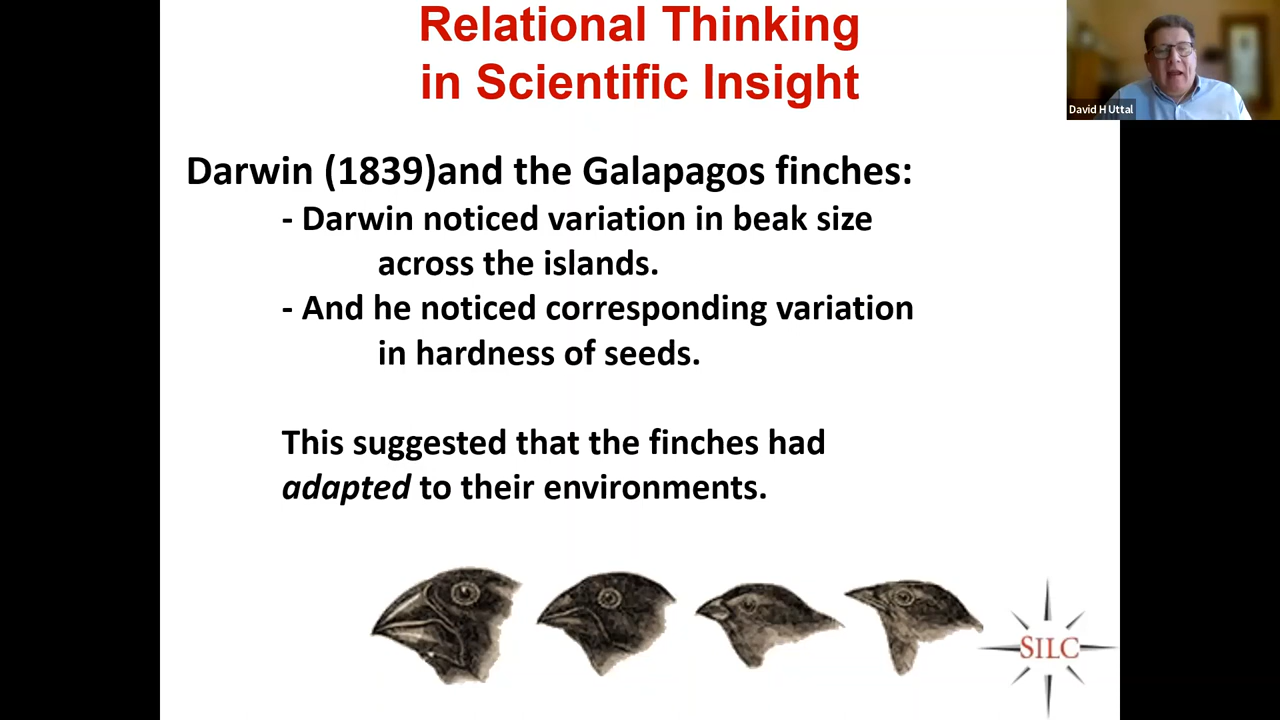 Relational Thinking
in Scientific Insight
David H Uttal
Darwin (1839)and the Galapagos finches:
- Darwin noticed variation in beak size
across the islands.
- And he noticed corresponding variation
in hardness of seeds.
This suggested that the finches had
adapted to their environments.
SILC